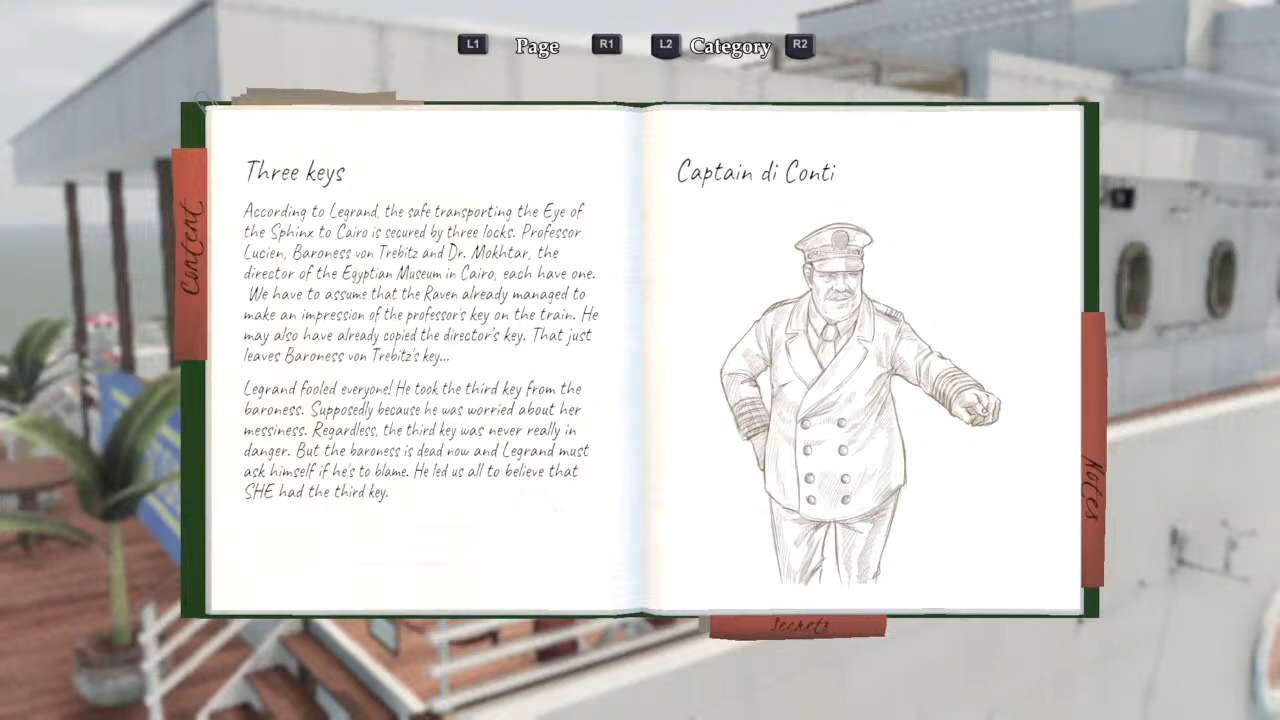 L1 Page R1 L2 Category R2
Three keys
According to Legrand, the safe transporting the Eye of
the Sphinx to Cairo is secured by three locks. Professor
Lucien, Baroness von Trebitz and Dr. Mokhtar, the
director of the Egyptian Museum in Cairo, each have one.
We have to assume that the Raven already managed to
make an impression of the professor's key on the train. He
may also have already copied the director's key. That just
leaves Baroness von Trebitz's key...
Legrand fooled everyone! He took the third key from the
baroness. Supposedly because he was worried about her
messiness. Regardless, the third key was never really in
danger. But the baroness is dead now and Legrand must
ask himself if he's to blame. He led us all to believe that
SHE had the third key.
Captain di Conti
Content
Notes
Secrets